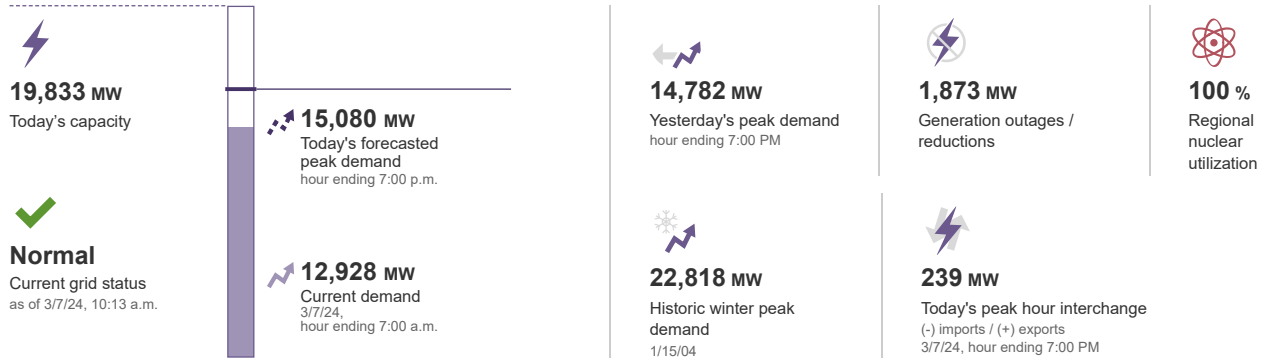 19,833 MW
Today's capacity
Normal
Current grid status
as of 3/7/24, 10:13 a.m.
15,080 MW
Today's forecasted
peak demand
hour ending 7:00 p.m.
12,928 MW
Current demand
3/7/24,
hour ending 7:00 a.m.
14,782 MW
Yesterday's peak demand
hour ending 7:00 PM
1,873 MW
Generation outages /
reductions
100 %
Regional
nuclear
utilization
22,818 MW
Historic winter peak
demand
1/15/04
239 MW
Today's peak hour interchange
(-) imports / (+) exports
3/7/24, hour ending 7:00 PM